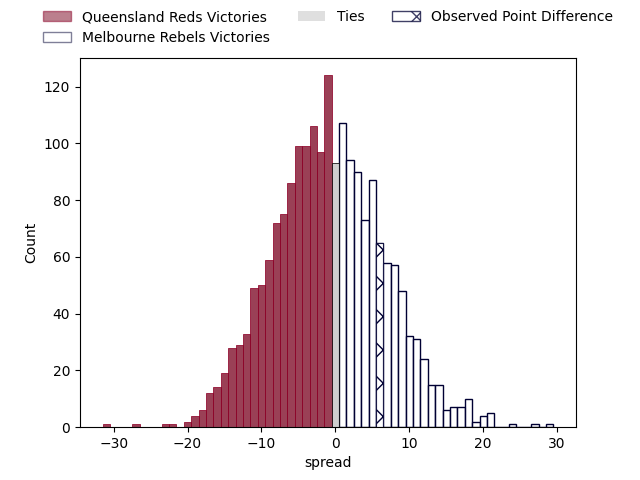 Queensland Reds Victories
Melbourne Rebels Victories
Ties
Observed Point Difference
Count
120
100
80
60
40
20
0
−30
−20
−10
0
10
20
30
spread